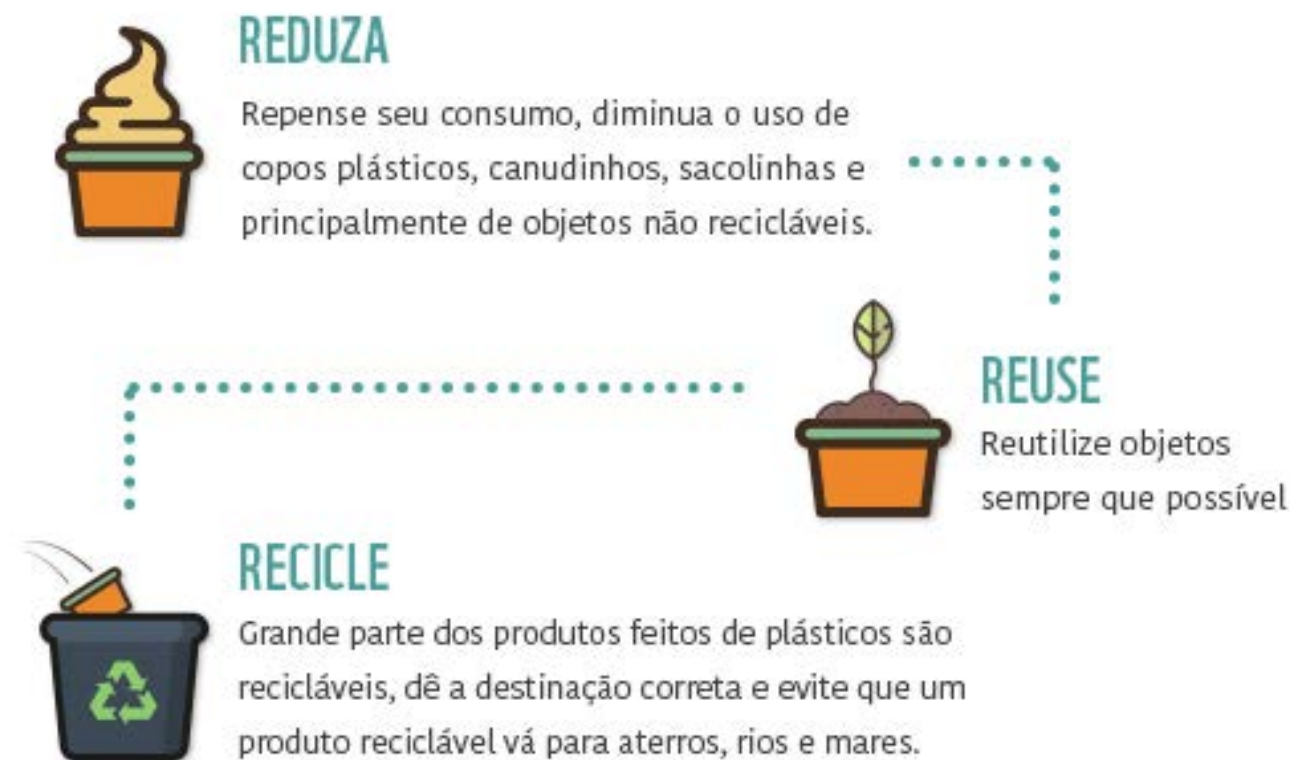 REDUZA
Repense seu consumo, diminua o uso de
copos plásticos, canudinhos, sacolinhas e
principalmente de objetos não recicláveis.
REUSE
Reutilize objetos
sempre que possível
RECICLE
Grande parte dos produtos feitos de plásticos são
recicláveis, dê a destinação correta e evite que um
produto reciclável vá para aterros, rios e mares.